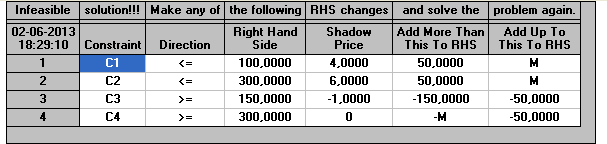 Infeasible solution!!! Make any of the following RHS changes and solve the problem again.
02-06-2013 Right Hand Shadow Add More Than Add Up To
18:29:10 Constraint Direction Side Price This To RHS This To RHS
1 C1 <= 100,0000 4,0000 50,0000 M
2 C2 <= 300,0000 6,0000 50,0000 M
3 C3 >= 150,0000 -1,0000 -150,0000 -50,0000
4 C4 >= 300,0000 0 -M -50,0000